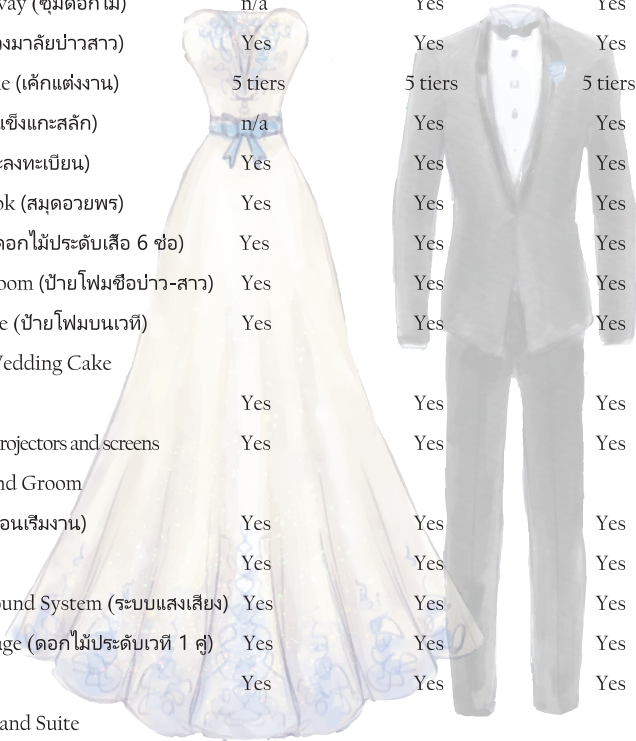 way (ซุ้มดอกไม้) n/a Yes Yes
วงมาลัยบ่าวสาว) Yes Yes Yes
ke (เค้กแต่งงาน) 5 tiers 5 tiers 5 tiers
แข็งแกะสลัก) n/a Yes Yes
ะลงทะเบียน) Yes Yes Yes
ok (สมุดอวยพร) Yes Yes Yes
ดอกไม้ประดับเสื้อ 6 ช่อ) Yes Yes Yes
oom (ป้ายโฟมชื่อบ่าว-สาว) Yes Yes Yes
e (ป้ายโฟมบนเวที) Yes Yes Yes
Wedding Cake
Yes Yes Yes
rojectors and screens Yes Yes Yes
nd Groom
อนเริ่มงาน) Yes Yes Yes
Yes Yes Yes
ound System (ระบบแสงเสียง) Yes Yes Yes
age (ดอกไม้ประดับเวที 1 คู่) Yes Yes Yes
Yes Yes Yes
and Suite